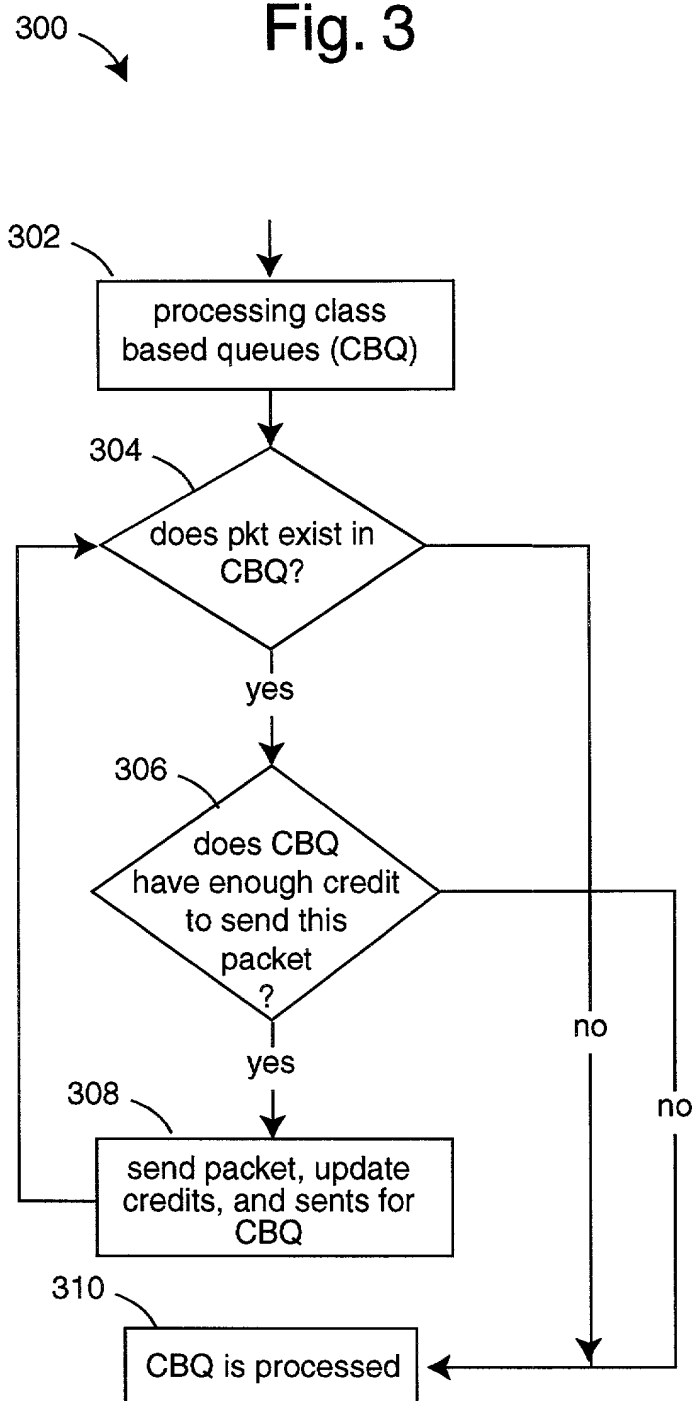 Fig. 3
300
302
processing class
based queues (CBQ)
304
does pkt exist in
CBQ?
yes
306
does CBQ
have enough credit
to send this
packet
?
no
yes
no
308
send packet, update
credits, and sents for
CBQ
310
CBQ is processed